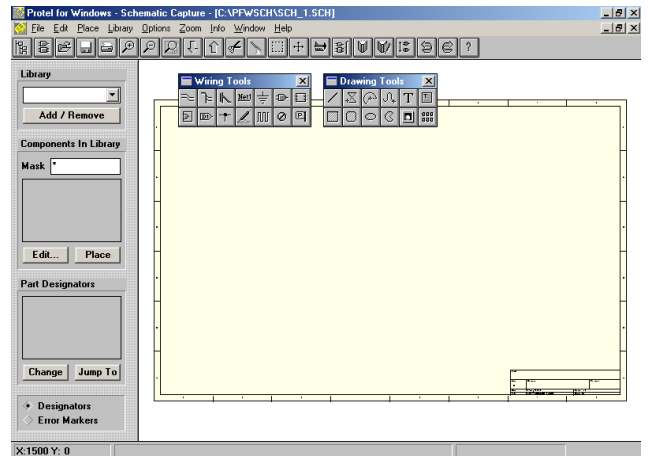 Protel for Windows - Schematic Capture - [C:\PFWSCH\SCH_1.SCH]
File Edit Place Library Options Zoom Info Window Help
Library
Add / Remove
Components In Library
Mask *
Edit... Place
Part Designators
Change Jump To
Designators
Error Markers
Wiring Tools
Net1
Drawing Tools
T
X:1500 Y: 0